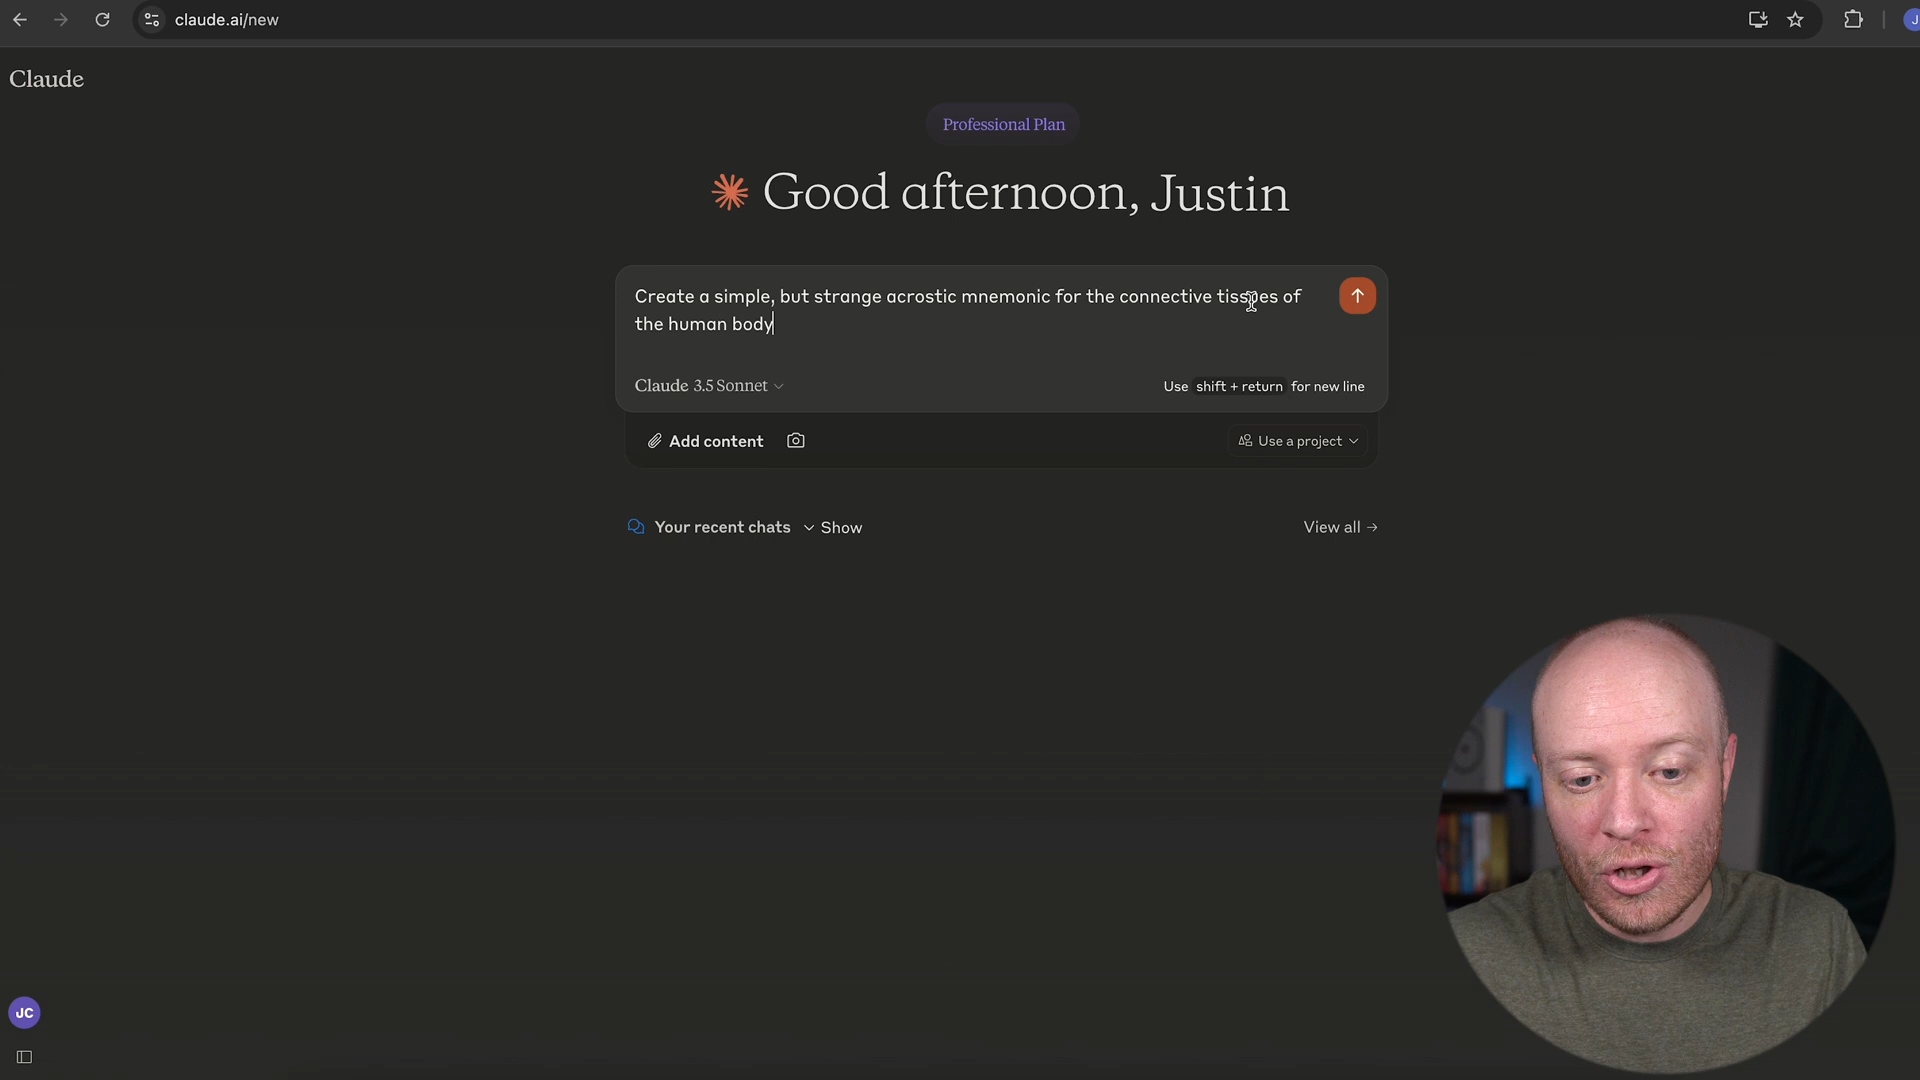 claude.ai/new
J
Claude
Professional Plan
Good afternoon, Justin
Create a simple, but strange acrostic mnemonic for the connective tissues of
the human body
Claude 3.5 Sonnet
Use shift + return for new line
Add content
Use a project
Your recent chats
Show
View all →
JC